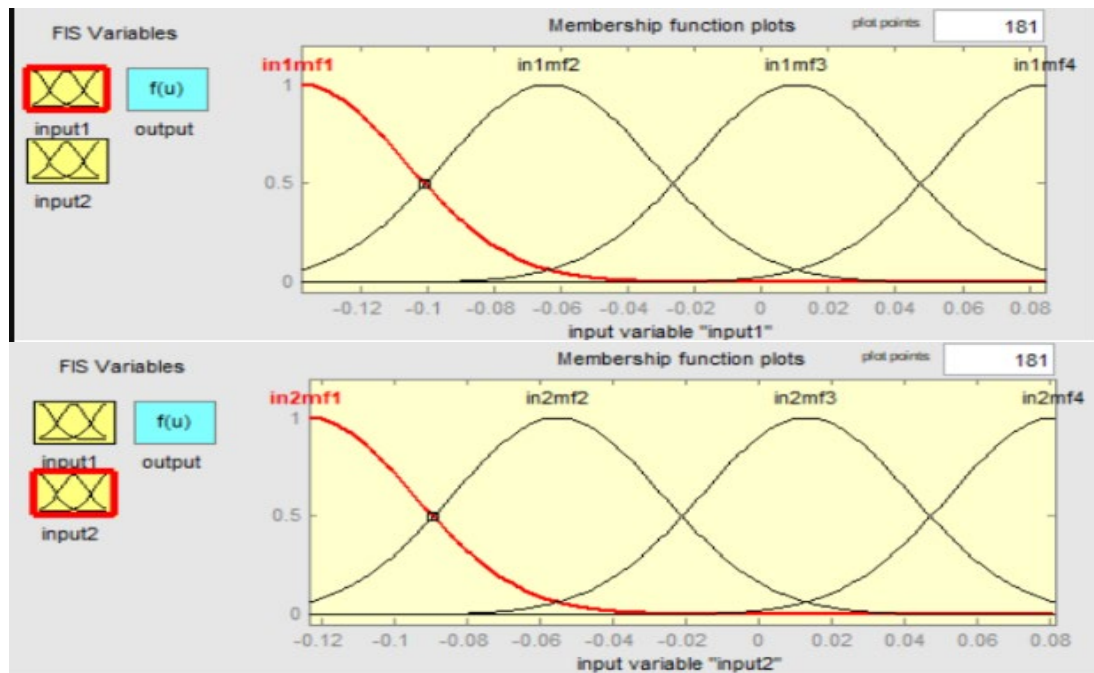 FIS Variables
Membership function plots
plot points:
181
in1mf1
in1mf2
in1mf3
in1mf4
f(u)
input1
output
input2
1
0.5
0
-0.12
-0.1
-0.08
-0.06
-0.04
-0.02
0
0.02
0.04
0.06
0.08
input variable "input1"
FIS Variables
Membership function plots
plot points:
181
in2mf1
in2mf2
in2mf3
in2mf4
f(u)
input1
output
input2
1
0.5
0
-0.12
-0.1
-0.08
-0.06
-0.04
-0.02
0
0.02
0.04
0.06
0.08
input variable "input2"